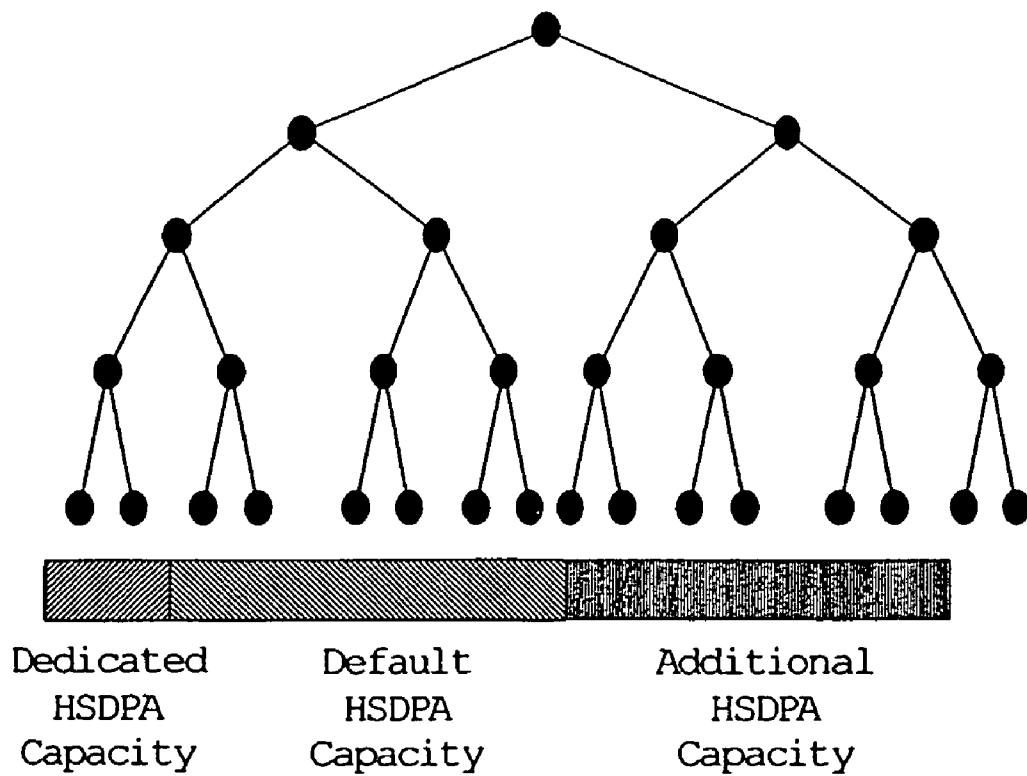 Dedicated
HSDPA
Capacity
Default
HSDPA
Capacity
Additional
HSDPA
Capacity